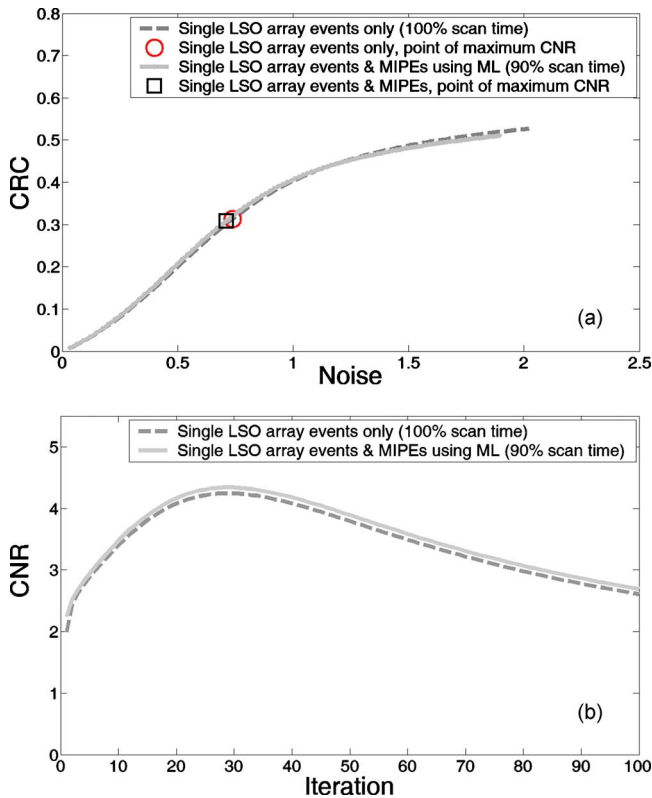 Single LSO array events only (100% scan time)
Single LSO array events only, point of maximum CNR
Single LSO array events & MIPEs using ML (90% scan time)
Single LSO array events & MIPEs, point of maximum CNR
0.8
0.7
0.6
0.5
0.4
0.3
0.2
0.1
0
CRC
(a)
0 0.5 1 1.5 2 2.5
Noise
Single LSO array events only (100% scan time)
Single LSO array events & MIPEs using ML (90% scan time)
5
4
3
2
1
0
CNR
(b)
0 10 20 30 40 50 60 70 80 90 100
Iteration